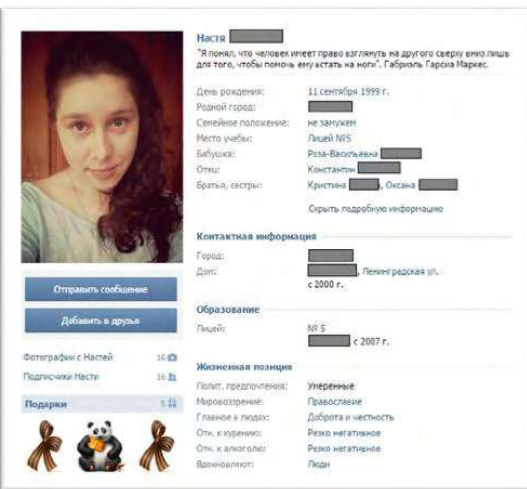 Настя
"Я понял, что человек имеет право взглянуть на другого сверху вниз лишь
для того, чтобы помочь ему встать на ноги". Габриэль Гарсиа Маркес.
День рождения: 11 сентября 1999 г.
Родной город:
Семейное положение: не замужем
Место учебы: Лицей №5
Бабушка: Роза-Васильевна
Отец: Константин
Братья, сестры: Кристина , Оксана
Скрыть подробную информацию
Контактная информация
Город:
Дом: , Ленинградская ул.
с 2000 г.
Образование
Лицей: № 5
с 2007 г.
Жизненная позиция
Полит. предпочтения: Умеренные
Мировоззрение: Православие
Главное в людях: Доброта и честность
Отн. к курению: Резко негативное
Отн. к алкоголю: Резко негативное
Вдохновляют: Люди
Отправить сообщение
Добавить в друзья
Фотографии с Настей 16
Подписчики Насти 16
Подарки 5